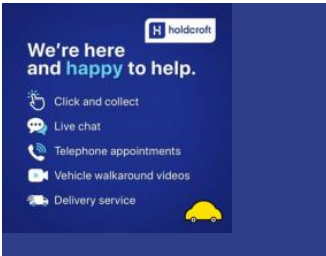 H holdcroft
We're here
and happy to help.
Click and collect
Live chat
Telephone appointments
Vehicle walkaround videos
Delivery service